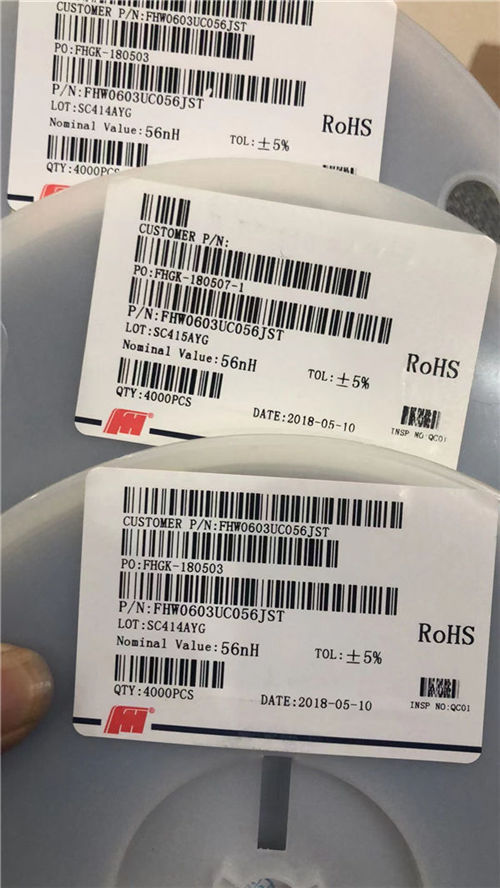 CUSTOMER P/N:FHW0603UC056JST
PO:FHGK-180503
P/N:FHW0603UC056JST
LOT:SC414AYG
Nominal Value:56nH
TOL:±5%
RoHS
QTY:4000PCS
CUSTOMER P/N:
PO:FHGK-180507-1
P/N:FHW0603UC056JST
LOT:SC415AYG
Nominal Value:56nH
TOL:±5%
RoHS
QTY:4000PCS
DATE:2018-05-10
INSP NO:QC01
CUSTOMER P/N:FHW0603UC056JST
PO:FHGK-180503
P/N:FHW0603UC056JST
LOT:SC414AYG
Nominal Value:56nH
TOL:±5%
RoHS
QTY:4000PCS
DATE:2018-05-10
INSP NO:QC01